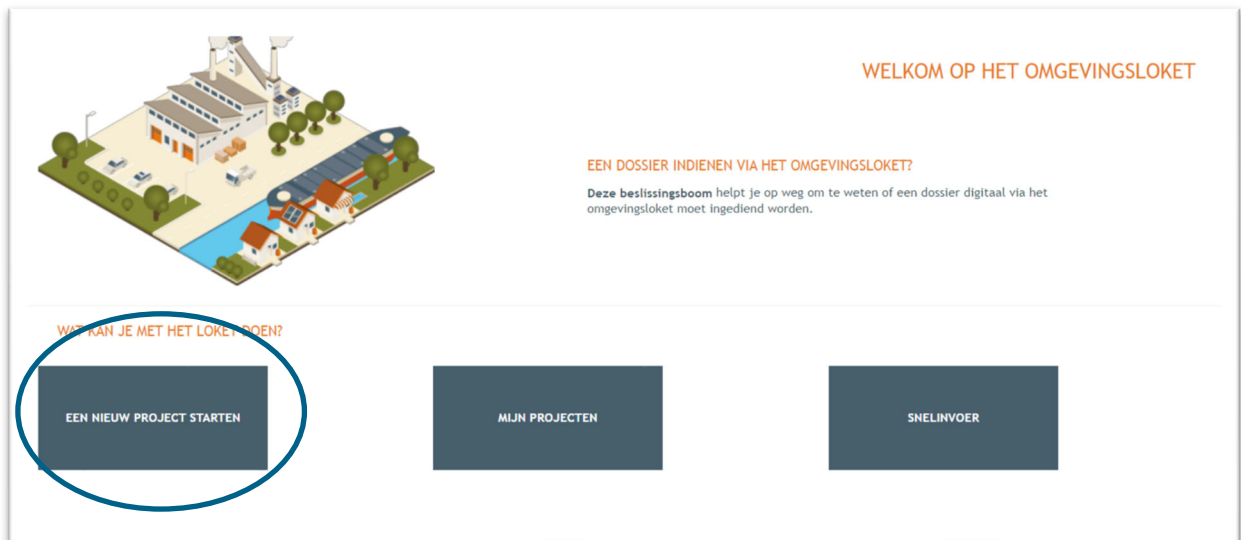 WELKOM OP HET OMGEVINGSLOKET
EEN DOSSIER INDIENEN VIA HET OMGEVINGSLOKET?
Deze beslissingsboom helpt je op weg om te weten of een dossier digitaal via het
omgevingsloket moet ingediend worden.
WAT KAN JE MET HET LOKET DOEN?
EEN NIEUW PROJECT STARTEN
MIJN PROJECTEN
SNELINVOER